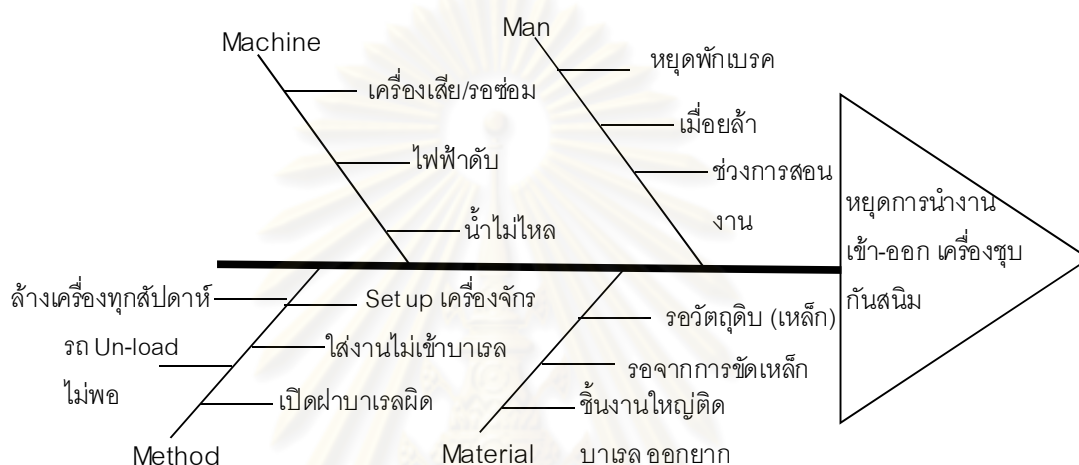 Machine
เครื่องเสีย/รอซ่อม
ไฟฟ้าดับ
น้ำไม่ไหล
Man
หยุดพักเบรค
เมื่อยล้า
ช่วงการสอน
งาน
หยุดการนำงาน
เข้า-ออก เครื่องชุบ
กันสนิม
ล้างเครื่องทุกสัปดาห์
Set up เครื่องจักร
รถ Un-load
ไม่พอ
ใส่งานไม่เข้าบาเรล
เปิดฝาบาเรลผิด
Method
รอวัตถุดิบ (เหล็ก)
รอจากการขัดเหล็ก
ชิ้นงานใหญ่ติด
บาเรล ออกยาก
Material